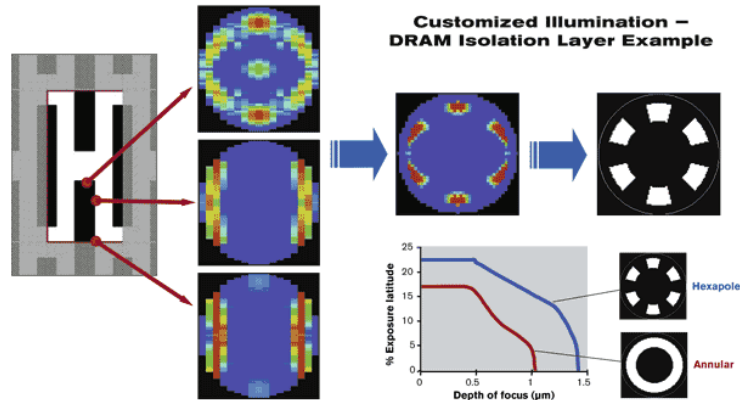 Customized Illumination –
DRAM Isolation Layer Example
25
20
15
10
5
0
% Exposure latitude
0
0.5
1
1.5
Depth of focus (μm)
Hexapole
Annular